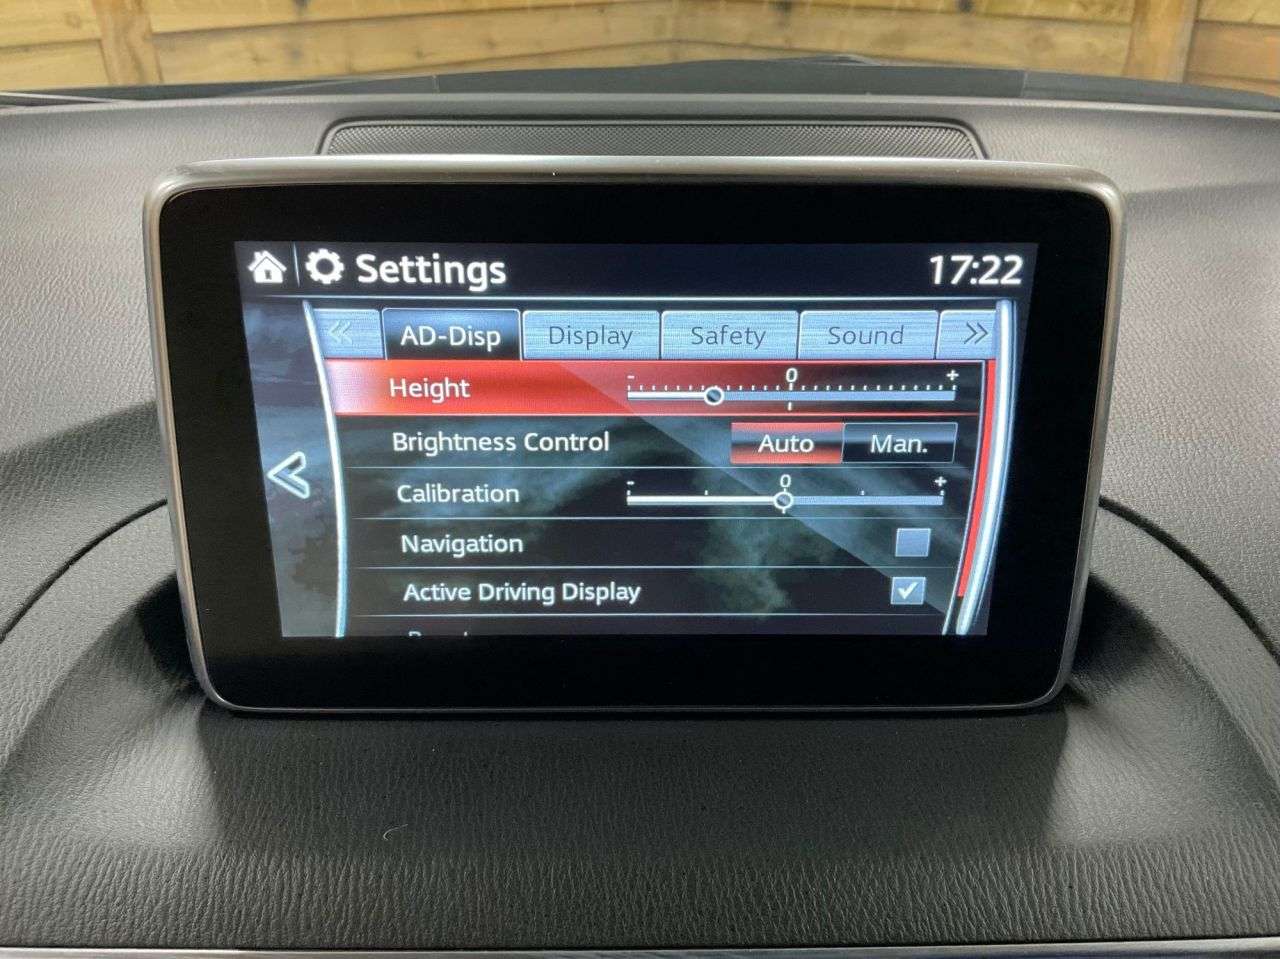 Settings 17:22
AD-Disp Display Safety Sound
Height - 0 +
Brightness Control Auto Man.
Calibration - 0 +
Navigation
Active Driving Display